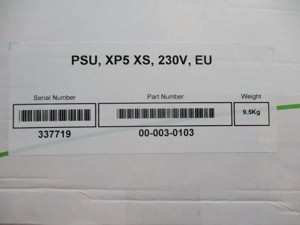 PSU, XP5 XS, 230V, EU
Serial Number Part Number Weight
9.5Kg
337719 00-003-0103